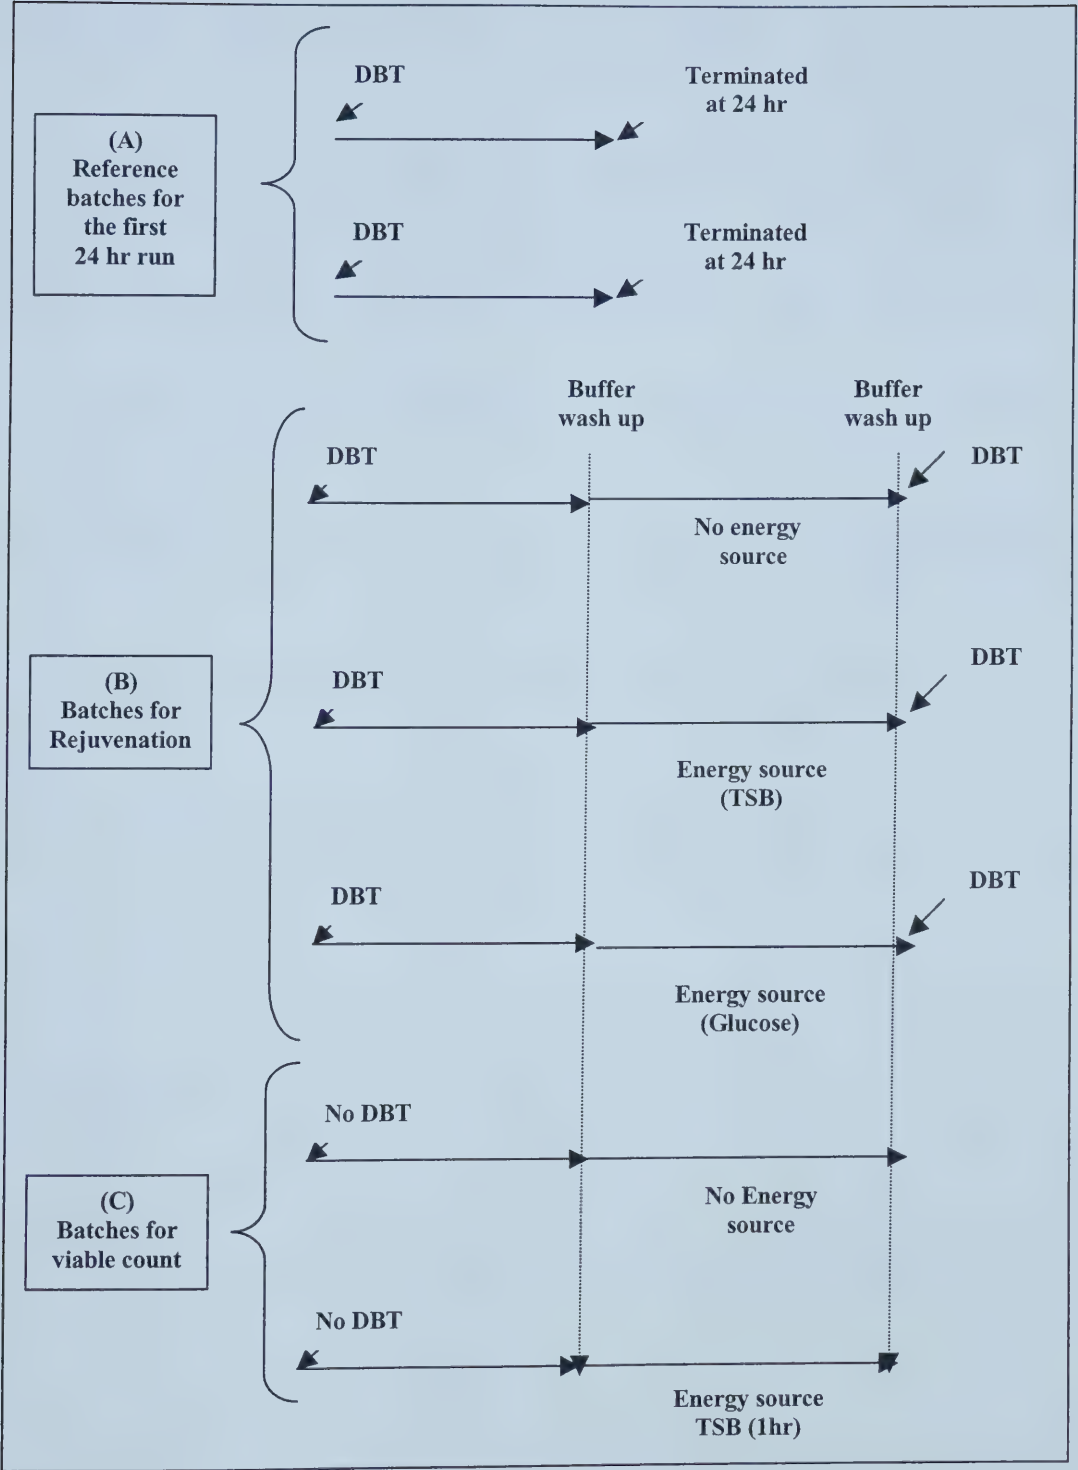 DBT
Terminated
at 24 hr
(A)
Reference
batches for
the first
24 hr run
DBT
Terminated
at 24 hr
Buffer
wash up
Buffer
wash up
DBT
DBT
No energy
source
(B)
Batches for
Rejuvenation
DBT
DBT
Energy source
(TSB)
DBT
DBT
Energy source
(Glucose)
No DBT
(C)
Batches for
viable count
No Energy
source
No DBT
Energy source
TSB (1hr)